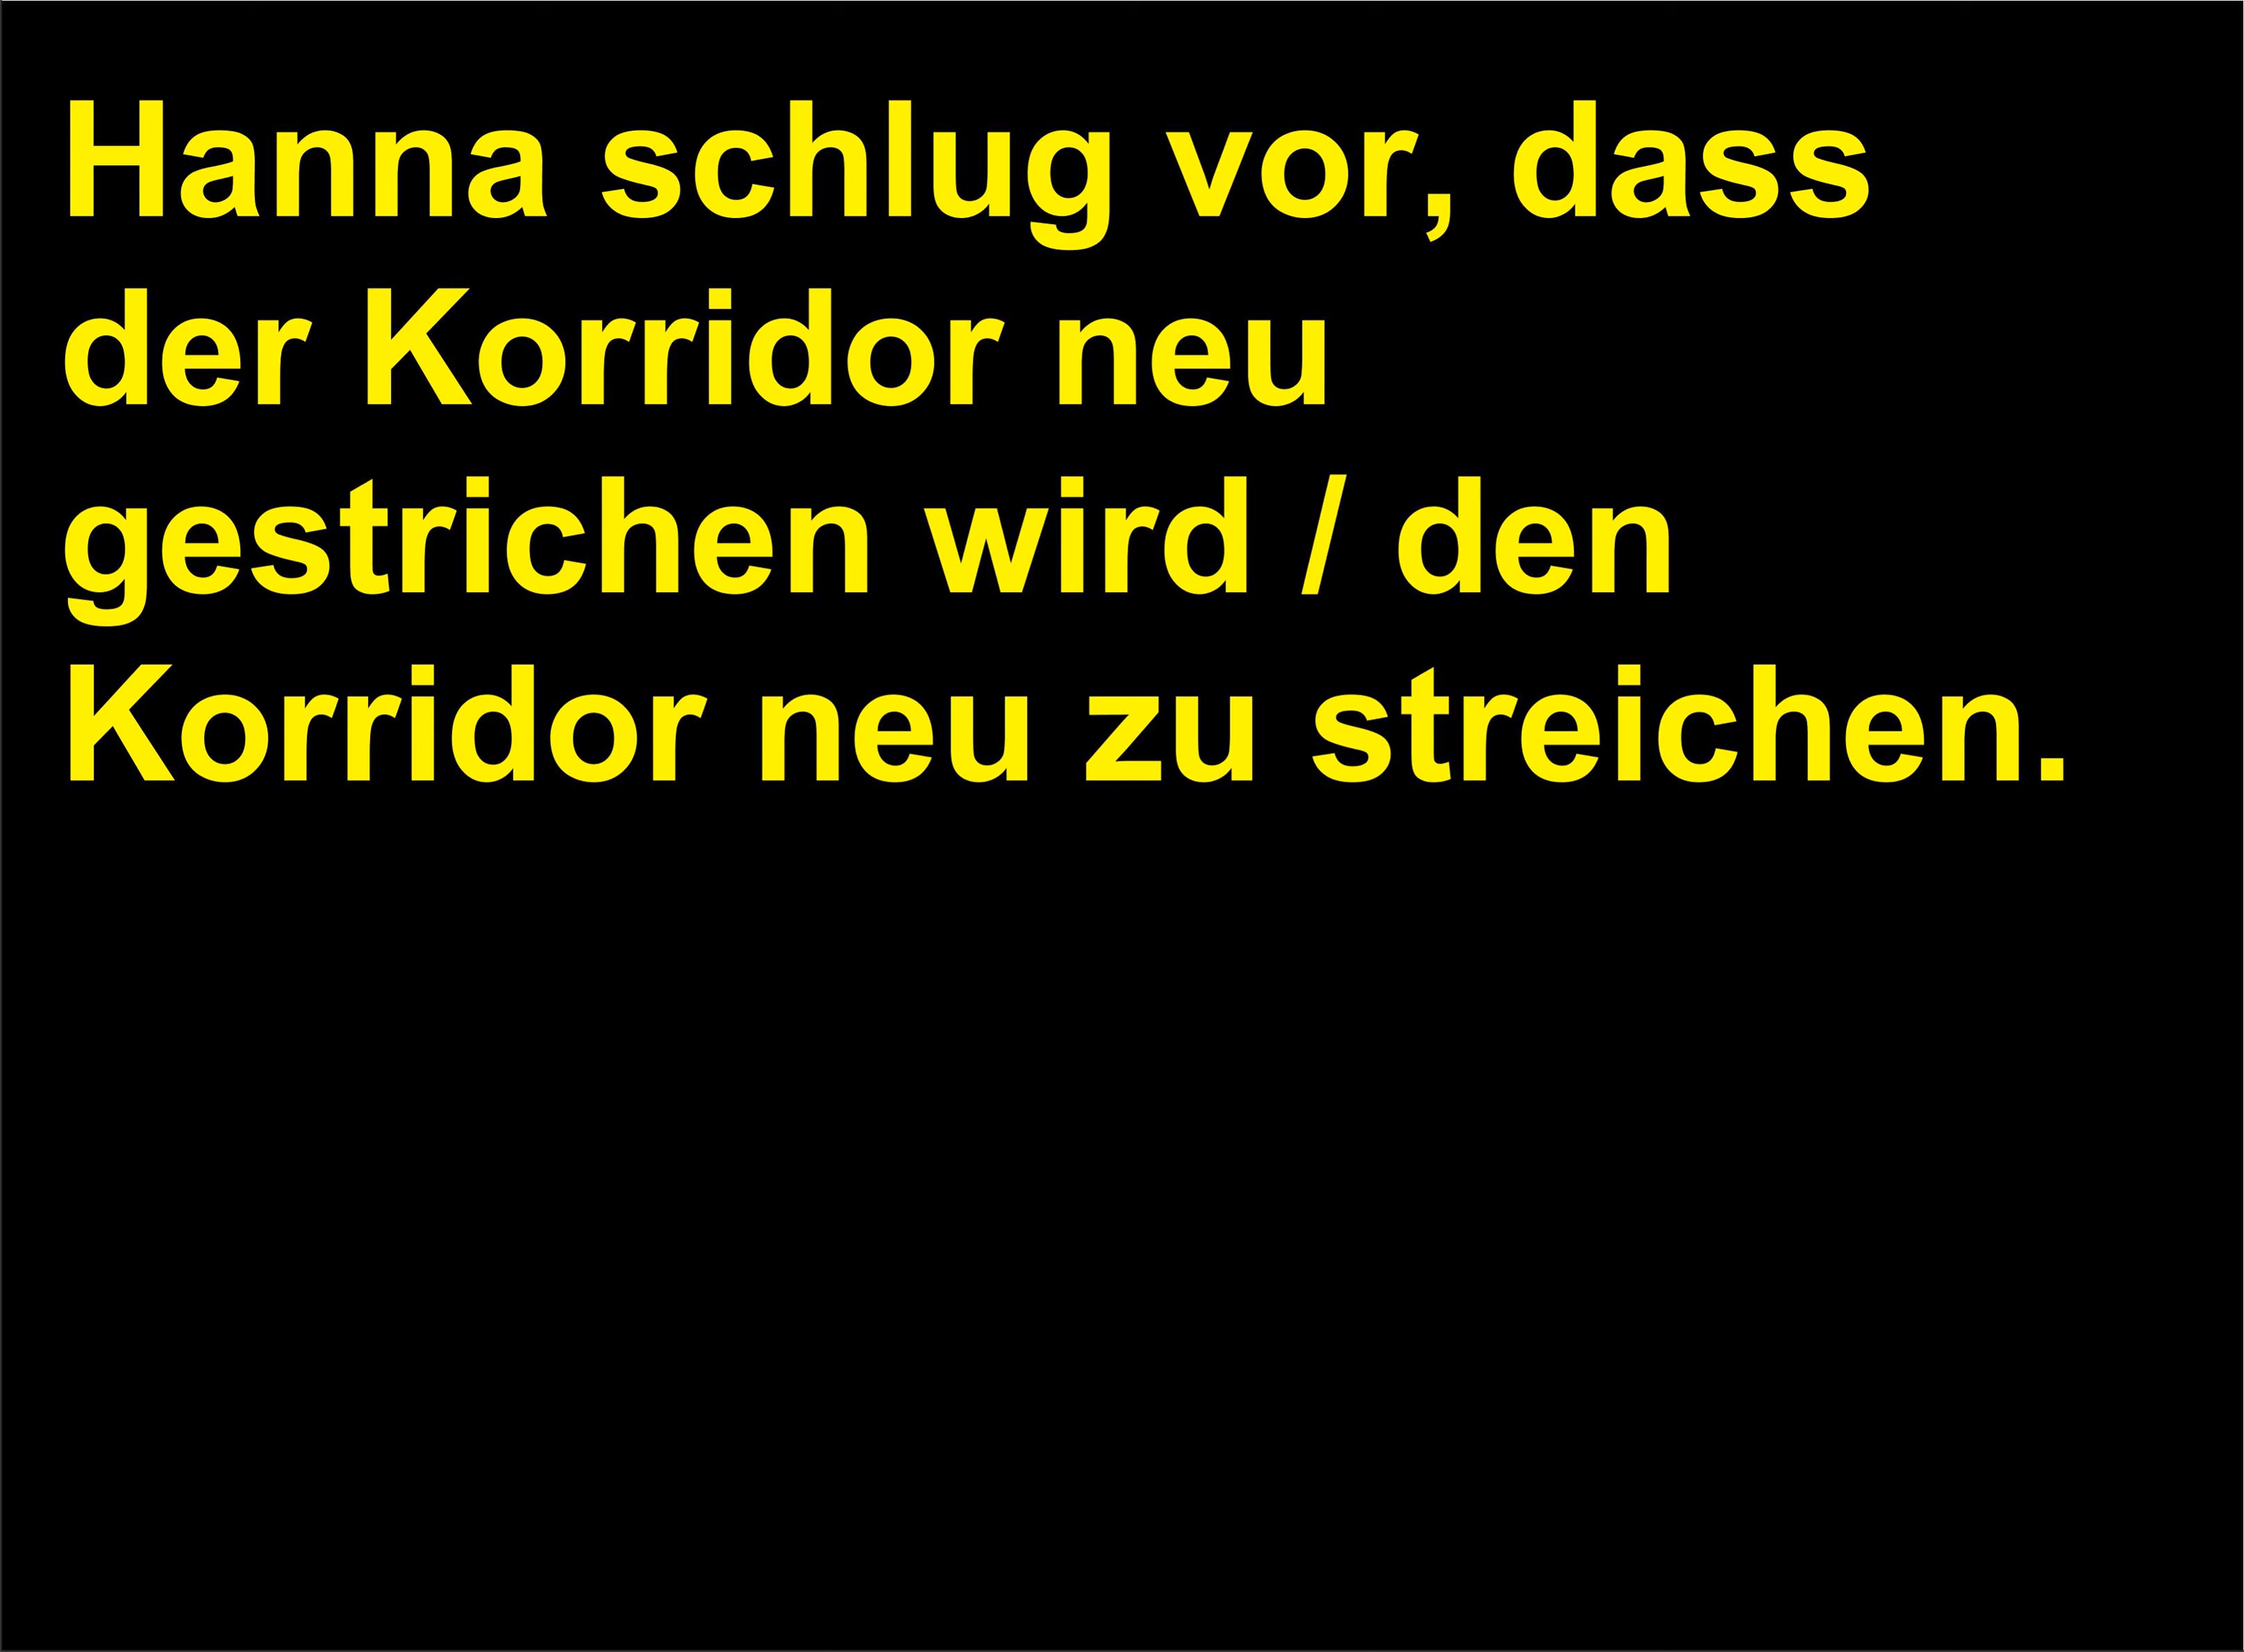 Hanna schlug vor, dass
der Korridor neu
gestrichen wird / den
Korridor neu zu streichen.